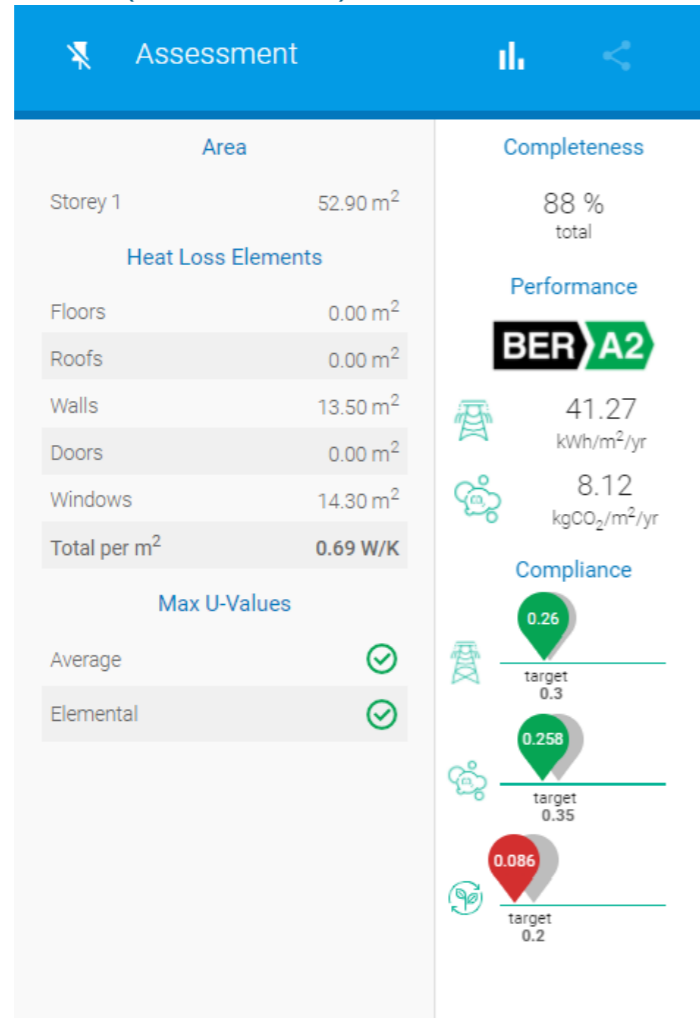 Assessment
Area
Storey 1 52.90 m²
Heat Loss Elements
Floors 0.00 m²
Roofs 0.00 m²
Walls 13.50 m²
Doors 0.00 m²
Windows 14.30 m²
Total per m² 0.69 W/K
Max U-Values
Average
Elemental
Completeness
88 %
total
Performance
BER A2
41.27
kWh/m²/yr
8.12
kgCO₂/m²/yr
Compliance
0.26
target
0.3
0.258
target
0.35
0.086
target
0.2